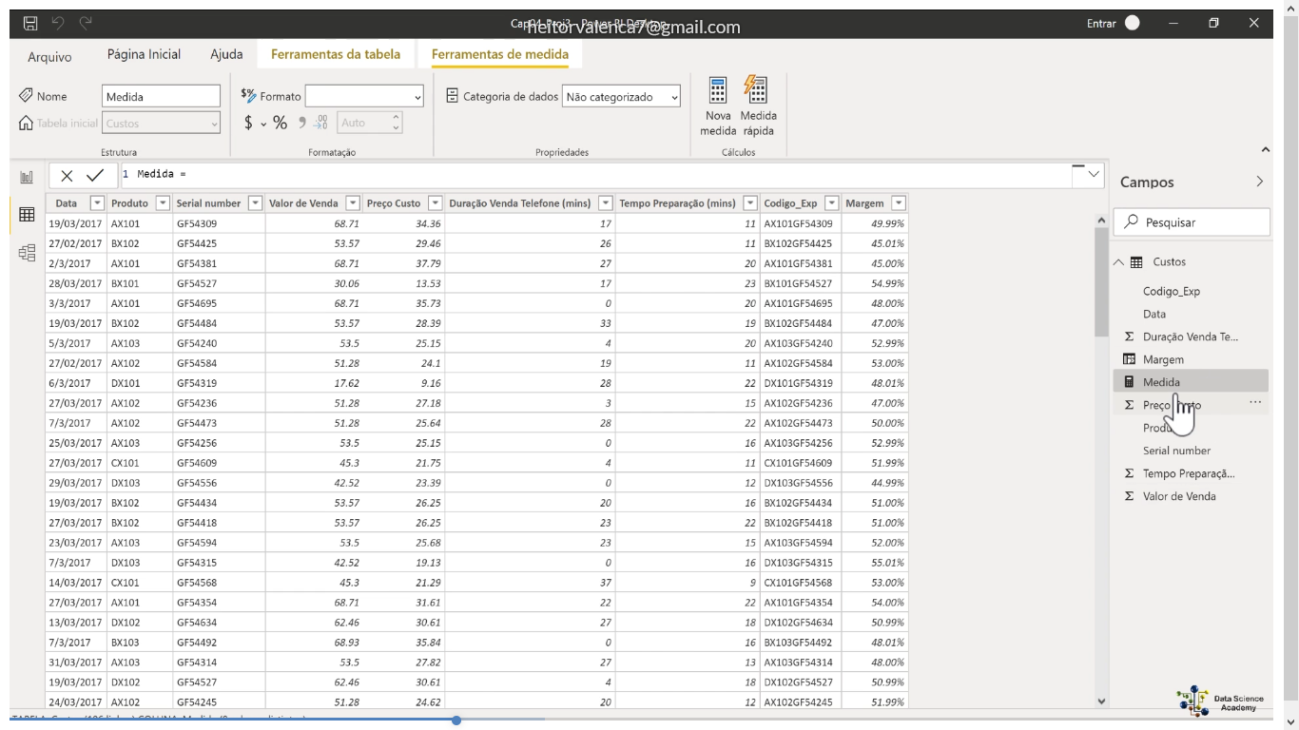 heitorvalenca7@gmail.com
Entrar
Arquivo Página Inicial Ajuda Ferramentas da tabela Ferramentas de medida
Nome Medida $% Formato Categoria de dados Não categorizado
Tabela inicial Custos $ % Auto
Nova medida Medida rápida
Estrutura Formatação Propriedades Cálculos
1 Medida =
Data Produto Serial number Valor de Venda Preço Custo Duração Venda Telefone (mins) Tempo Preparação (mins) Codigo_Exp Margem
19/03/2017 AX101 GF54309 68.71 34.36 17 11 AX101GF54309 49.99%
27/02/2017 BX102 GF54425 53.57 29.46 26 11 BX102GF54425 45.01%
2/3/2017 AX101 GF54381 68.71 37.79 27 20 AX101GF54381 45.00%
28/03/2017 BX101 GF54527 30.06 13.53 17 23 BX101GF54527 54.99%
3/3/2017 AX101 GF54695 68.71 35.73 0 20 AX101GF54695 48.00%
19/03/2017 BX102 GF54484 53.57 28.39 33 19 BX102GF54484 47.00%
5/3/2017 AX103 GF54240 53.5 25.15 4 20 AX103GF54240 52.99%
27/02/2017 AX102 GF54584 51.28 24.1 19 11 AX102GF54584 53.00%
6/3/2017 DX101 GF54319 17.62 9.16 28 22 DX101GF54319 48.01%
27/03/2017 AX102 GF54236 51.28 27.18 3 15 AX102GF54236 47.00%
7/3/2017 AX102 GF54473 51.28 25.64 28 22 AX102GF54473 50.00%
25/03/2017 AX103 GF54256 53.5 25.15 0 16 AX103GF54256 52.99%
27/03/2017 CX101 GF54609 45.3 21.75 4 11 CX101GF54609 51.99%
29/03/2017 DX103 GF54556 42.52 23.39 0 12 DX103GF54556 44.99%
19/03/2017 BX102 GF54434 53.57 26.25 20 16 BX102GF54434 51.00%
27/03/2017 BX102 GF54418 53.57 26.25 23 22 BX102GF54418 51.00%
23/03/2017 AX103 GF54594 53.5 25.68 23 15 AX103GF54594 52.00%
7/3/2017 DX103 GF54315 42.52 19.13 0 16 DX103GF54315 55.01%
14/03/2017 CX101 GF54568 45.3 21.29 37 9 CX101GF54568 53.00%
27/03/2017 AX101 GF54354 68.71 31.61 22 22 AX101GF54354 54.00%
13/03/2017 DX102 GF54634 62.46 30.61 27 18 DX102GF54634 50.99%
7/3/2017 BX103 GF54492 68.93 35.84 0 16 BX103GF54492 48.01%
31/03/2017 AX103 GF54314 53.5 27.82 27 13 AX103GF54314 48.00%
19/03/2017 DX102 GF54527 62.46 30.61 4 18 DX102GF54527 50.99%
24/03/2017 AX102 GF54245 51.28 24.62 20 12 AX102GF54245 51.99%
Campos
Pesquisar
Custos
Codigo_Exp
Data
Duração Venda Te...
Margem
Medida
Preço
Serial number
Tempo Preparaçã...
Valor de Venda
Data Science
Academy